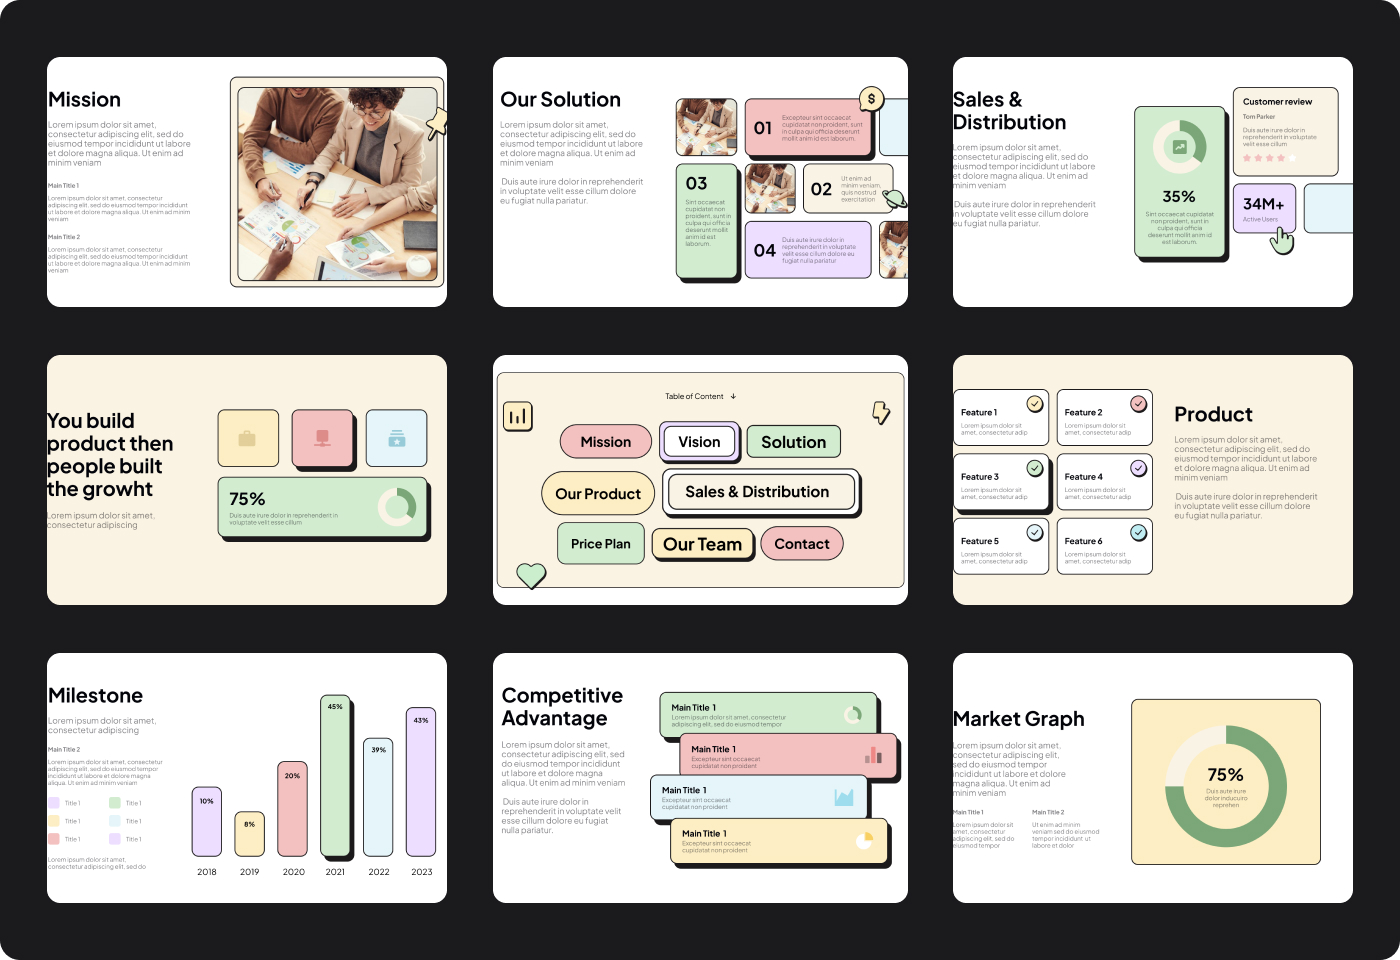 Mission
Lorem ipsum dolor sit amet,
consectetur adipiscing elit, sed do
eiusmod tempor incididunt ut labore
et dolore magna aliqua. Ut enim ad
minim veniam
Main Title 1
Lorem ipsum dolor sit amet, consectetur
adipiscing elit, sed do eiusmod tempor incididunt
ut labore et dolore magna aliqua. Ut enim ad minim
veniam
Main Title 2
Lorem ipsum dolor sit amet, consectetur
adipiscing elit, sed do eiusmod tempor incididunt
ut labore et dolore magna aliqua. Ut enim ad minim
veniam
Our Solution
Lorem ipsum dolor sit amet,
consectetur adipiscing elit, sed do
eiusmod tempor incididunt ut labore
et dolore magna aliqua. Ut enim ad
minim veniam
Duis aute irure dolor in reprehenderit
in voluptate velit esse cillum dolore
eu fugiat nulla pariatur.
$
01
Excepteur sint occaecat
cupidatat non proident, sunt
in culpa qui officia deserunt
mollit anim id est laborum.
03
Sint occaecat
cupidatat non
proident, sunt in
culpa qui officia
deserunt mollit
anim id est
laborum.
02
Ut enim ad
minim veniam,
quis nostrud
exercitation
04
Duis aute irure dolor in
reprehenderit in voluptate
velit esse cillum dolore eu
fugiat nulla pariatur
Sales &
Distribution
Lorem ipsum dolor sit amet,
consectetur adipiscing elit, sed do
eiusmod tempor incididunt ut labore
et dolore magna aliqua. Ut enim ad
minim veniam
Duis aute irure dolor in reprehenderit
in voluptate velit esse cillum dolore
eu fugiat nulla pariatur.
35%
Sint occaecat cupidatat
non proident, sunt in
culpa qui officia
deserunt mollit anim id
est laborum.
Customer review
Tom Parker
Duis aute irure dolor in
reprehenderit in voluptate
velit esse cillum
34M+
Active Users
You build
product then
people built
the growht
Lorem ipsum dolor sit amet,
consectetur adipiscing
75%
Duis aute irure dolor in reprehenderit in
voluptate velit esse cillum
Table of Content ↓
Mission
Vision
Solution
Our Product
Sales & Distribution
Price Plan
Our Team
Contact
Feature 1
Lorem ipsum dolor sit
amet, consectetur adip
Feature 2
Lorem ipsum dolor sit
amet, consectetur adip
Feature 3
Lorem ipsum dolor sit
amet, consectetur adip
Feature 4
Lorem ipsum dolor sit
amet, consectetur adip
Feature 5
Lorem ipsum dolor sit
amet, consectetur adip
Feature 6
Lorem ipsum dolor sit
amet, consectetur adip
Product
Lorem ipsum dolor sit amet,
consectetur adipiscing elit, sed do
eiusmod tempor incididunt ut labore
et dolore magna aliqua. Ut enim ad
minim veniam
Duis aute irure dolor in reprehenderit
in voluptate velit esse cillum dolore
eu fugiat nulla pariatur.
Milestone
Lorem ipsum dolor sit amet,
consectetur adipiscing
Main Title 2
Lorem ipsum dolor sit amet, consectetur
adipiscing elit, sed do eiusmod tempor
incididunt ut labore et dolore magna
aliqua. Ut enim ad minim veniam
Title 1
Title 1
Title 1
Title 1
Title 1
Title 1
Lorem ipsum dolor sit amet,
consectetur adipiscing elit, sed do
10%
8%
20%
45%
39%
43%
2018
2019
2020
2021
2022
2023
Competitive
Advantage
Lorem ipsum dolor sit amet,
consectetur adipiscing elit,
sed do eiusmod tempor
incididunt ut labore et dolore magna
aliqua. Ut enim ad minim veniam
Duis aute irure dolor in
reprehenderit in voluptate velit
esse cillum dolore eu fugiat
nulla pariatur.
Main Title 1
Lorem ipsum dolor sit amet, consectetur
adipiscing elit, sed do eiusmod tempor
Main Title 1
Excepteur sint occaecat
cupidatat non proident
Main Title 1
Excepteur sint occaecat
cupidatat non proident
Main Title 1
Excepteur sint occaecat
cupidatat non proident
Market Graph
Lorem ipsum dolor sit amet,
consectetur adipiscing elit,
sed do eiusmod tempor
incididunt ut labore et dolore
magna aliqua. Ut enim ad
minim veniam
Main Title 1
Lorem ipsum dolor sit
amet, consectetur
adipiscing elit, sed do
eiusmod tempor
Main Title 2
Ut enim ad minim
veniam sed do eiusmod
tempor incididunt ut
labore et dolor
75%
Duis aute irure
dolor inducuiro
reprehen.